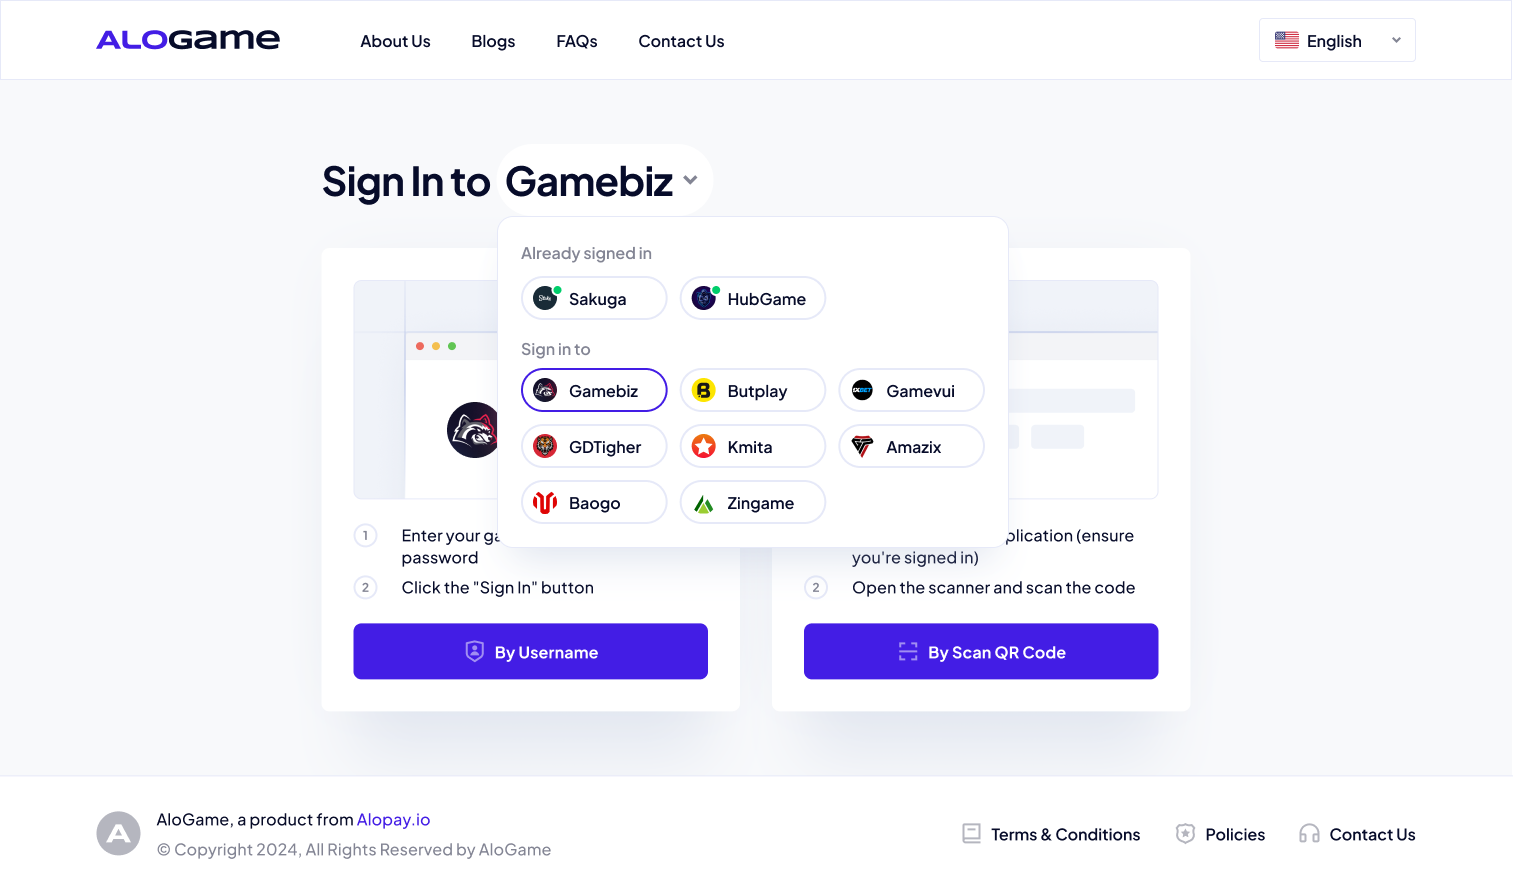 ALOGame
About Us
Blogs
FAQs
Contact Us
English
Sign In to Gamebiz
Already signed in
Sakuga
HubGame
Sign in to
Gamebiz
Butplay
Gamevui
GDTigher
Kmita
Amazix
Baogo
Zingame
1
Enter your ga
password
2
Click the "Sign In" button
By Username
plication (ensure
you're signed in)
2
Open the scanner and scan the code
By Scan QR Code
A
AloGame, a product from Alopay.io
© Copyright 2024, All Rights Reserved by AloGame
Terms & Conditions
Policies
Contact Us